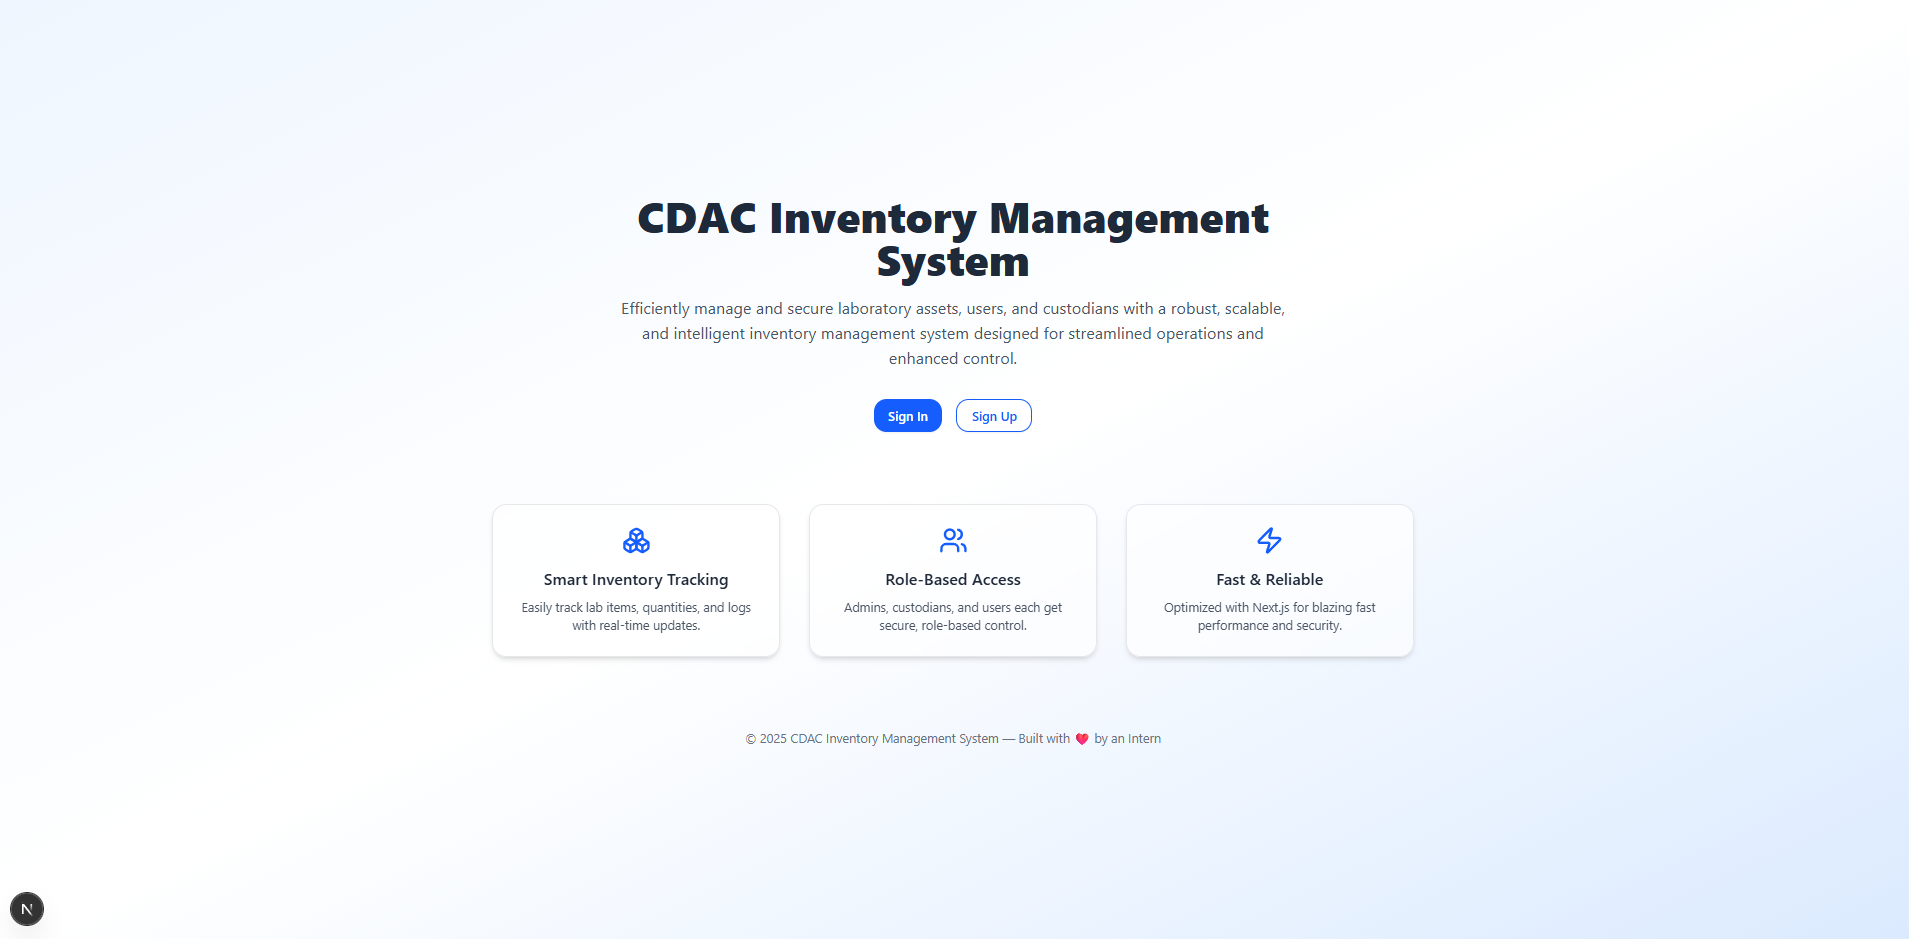 CDAC Inventory Management
System
Efficiently manage and secure laboratory assets, users, and custodians with a robust, scalable,
and intelligent inventory management system designed for streamlined operations and
enhanced control.
Sign In
Sign Up
Smart Inventory Tracking
Easily track lab items, quantities, and logs
with real-time updates.
Role-Based Access
Admins, custodians, and users each get
secure, role-based control.
Fast & Reliable
Optimized with Next.js for blazing fast
performance and security.
© 2025 CDAC Inventory Management System — Built with ❤️ by an Intern
N